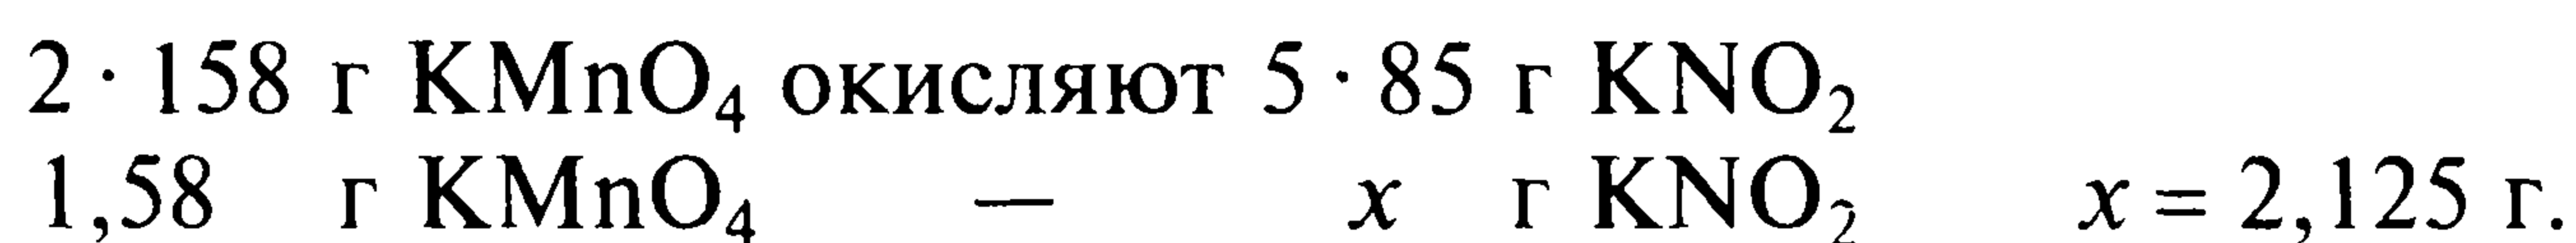 2 · 158 г KMnO₄ окисляют 5 · 85 г KNO₂
1,58 г KMnO₄ — x г KNO₂ x = 2,125 г.